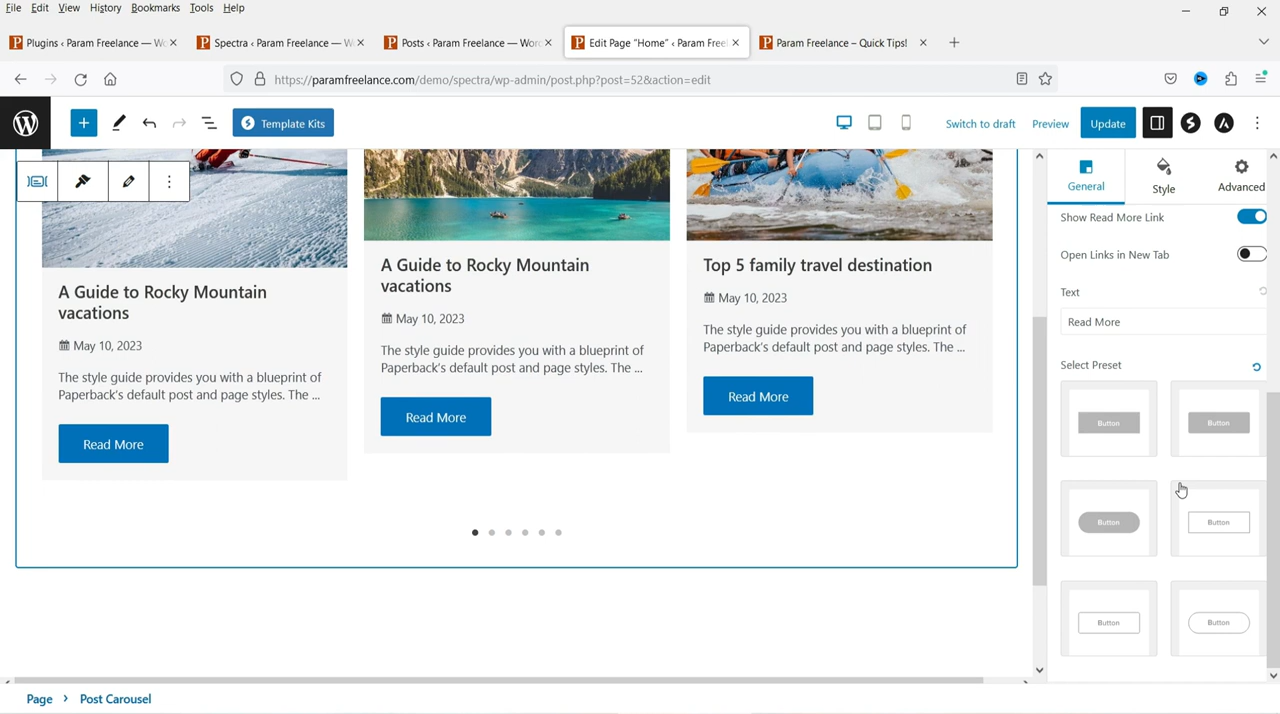 File Edit View History Bookmarks Tools Help
Plugins ‹ Param Freelance — Wo
Spectra ‹ Param Freelance — W
Posts ‹ Param Freelance — Wor
Edit Page “Home” ‹ Param Free
Param Freelance – Quick Tips!
https://paramfreelance.com/demo/spectra/wp-admin/post.php?post=52&action=edit
Template Kits
Switch to draft
Preview
Update
General
Style
Advanced
Show Read More Link
Open Links in New Tab
Text
Read More
Select Preset
Button
Button
Button
Button
Button
Button
A Guide to Rocky Mountain
vacations
May 10, 2023
The style guide provides you with a blueprint of
Paperback’s default post and page styles. The ...
Read More
A Guide to Rocky Mountain
vacations
May 10, 2023
The style guide provides you with a blueprint of
Paperback’s default post and page styles. The ...
Read More
Top 5 family travel destination
May 10, 2023
The style guide provides you with a blueprint of
Paperback’s default post and page styles. The ...
Read More
Page › Post Carousel